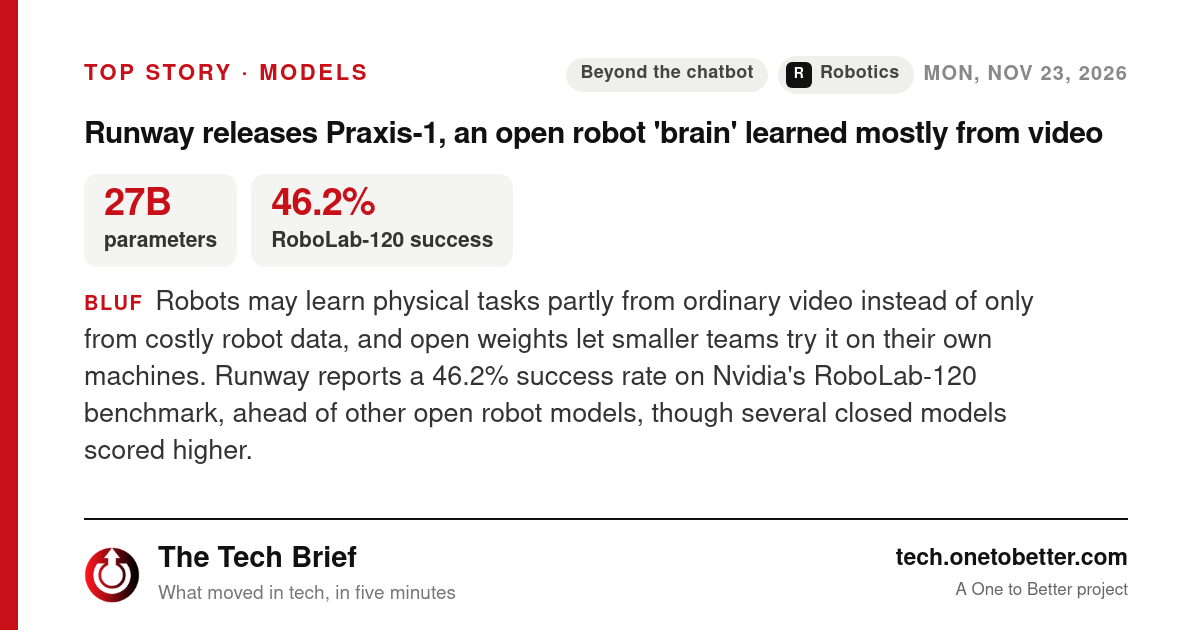 TOP STORY · MODELS
Beyond the chatbot
R Robotics
MON, NOV 23, 2026
Runway releases Praxis-1, an open robot 'brain' learned mostly from video
27B
parameters
46.2%
RoboLab-120 success
BLUF Robots may learn physical tasks partly from ordinary video instead of only
from costly robot data, and open weights let smaller teams try it on their own
machines. Runway reports a 46.2% success rate on Nvidia's RoboLab-120
benchmark, ahead of other open robot models, though several closed models
scored higher.
The Tech Brief
What moved in tech, in five minutes
tech.onetobetter.com
A One to Better project